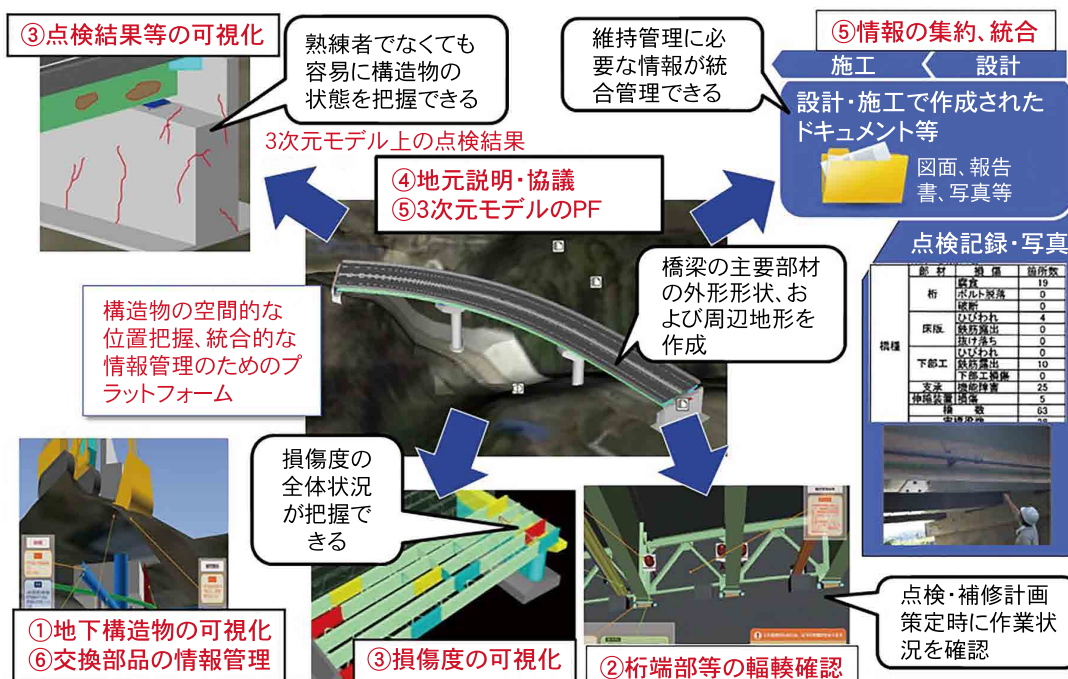 ③点検結果等の可視化
熟練者でなくても
容易に構造物の
状態を把握できる
3次元モデル上の点検結果
維持管理に必
要な情報が統
合管理できる
⑤情報の集約、統合
施工
設計
設計・施工で作成された
ドキュメント等
図面、報告
書、写真等
④地元説明・協議
⑤3次元モデルのPF
橋梁の主要部材
の外形形状、お
よび周辺地形を
作成
構造物の空間的な
位置把握、統合的な
情報管理のためのプ
ラットフォーム
点検記録・写真
部材 損傷 箇所数
橋種
桁 腐食 19
ボルト脱落 0
破断 0
床版 ひびわれ 4
鉄筋露出 0
抜け落ち 0
下部工 ひびわれ 0
鉄筋露出 10
下部工損傷 0
支承 機能障害 25
伸縮装置 損傷 5
橋数 63
損傷度の
全体状況
が把握で
きる
①地下構造物の可視化
⑥交換部品の情報管理
③損傷度の可視化
②桁端部等の輻輳確認
点検・補修計画
策定時に作業状
況を確認